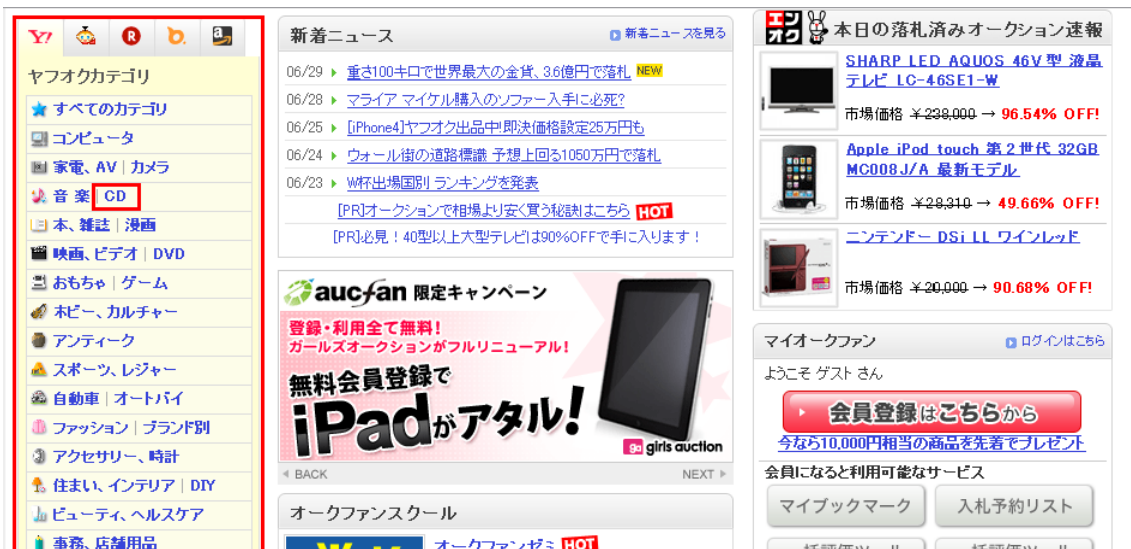 Y?
R
b.
a
ヤフオクカテゴリ
すべてのカテゴリ
コンピュータ
家電、AV | カメラ
音 楽 | CD
本、雑誌 | 漫画
映画、ビデオ | DVD
おもちゃ | ゲーム
ホビー、カルチャー
アンティーク
スポーツ、レジャー
自動車 | オートバイ
ファッション | ブランド別
アクセサリー、時計
住まい、インテリア | DIY
ビューティ、ヘルスケア
事務、店舗用品
新着ニュース
新着ニュースを見る
06/29 重さ100キロで世界最大の金貨、3.6億円で落札 NEW
06/28 マライア マイケル購入のソファー入手に必死?
06/25 [iPhone4]ヤフオク出品中!即決価格設定25万円も
06/24 ウォール街の道路標識 予想上回る1050万円で落札
06/23 W杯出場国別 ランキングを発表
[PR]オークションで相場より安く買う秘訣はこちら HOT
[PR]必見！40型以上大型テレビは90%OFFで手に入ります！
aucfan 限定キャンペーン
登録・利用全て無料!
ガールズオークションがフルリニューアル!
無料会員登録で
iPadがアタル!
ga girls auction
BACK
NEXT
オークファンスクール
オークファンゼミ HOT
エンオク 本日の落札済みオークション速報
SHARP LED AQUOS 46V型 液晶
テレビ LC-46SE1-W
市場価格 ￥238,000 → 96.54% OFF!
Apple iPod touch 第2世代 32GB
MC008J/A 最新モデル
市場価格 ￥28,310 → 49.66% OFF!
ニンテンドー DSi LL ワインレッド
市場価格 ￥20,000 → 90.68% OFF!
マイオークファン
ログインはこちら
ようこそ ゲスト さん
会員登録はこちらから
今なら10,000円相当の商品を先着でプレゼント
会員になると利用可能なサービス
マイブックマーク
入札予約リスト